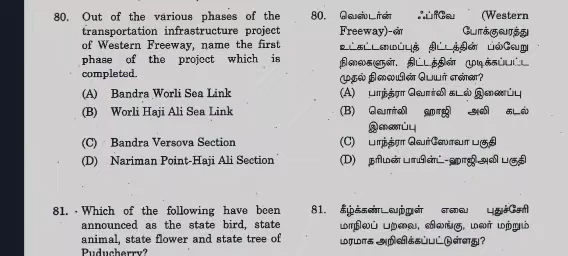 80. Out of the various phases of the
transportation infrastructure project
of Western Freeway, name the first
phase of the project which is
completed.
(A) Bandra Worli Sea Link
(B) Worli Haji Ali Sea Link
(C) Bandra Versova Section
(D) Nariman Point-Haji Ali Section
81. Which of the following have been
announced as the state bird, state
animal, state flower and state tree of
Puducherry?
80. வெஸ்டர்ன் ஃப்ரீவே (Western
Freeway)-ன் போக்குவரத்து
உட்கட்டமைப்புத் திட்டத்தின் பல்வேறு
நிலைகளுள், திட்டத்தின் முடிக்கப்பட்ட
முதல் நிலையின் பெயர் என்ன?
(A) பாந்த்ரா வொர்லி கடல் இணைப்பு
(B) வொர்லி ஹாஜி அலி கடல்
இணைப்பு
(C) பாந்த்ரா வெர்சோவா பகுதி
(D) நரிமன் பாயின்ட்-ஹாஜிஅலி பகுதி
81. கீழ்க்கண்டவற்றுள் எவை புதுச்சேரி
மாநிலப் பறவை, விலங்கு, மலர் மற்றும்
மரமாக அறிவிக்கப்பட்டுள்ளது?